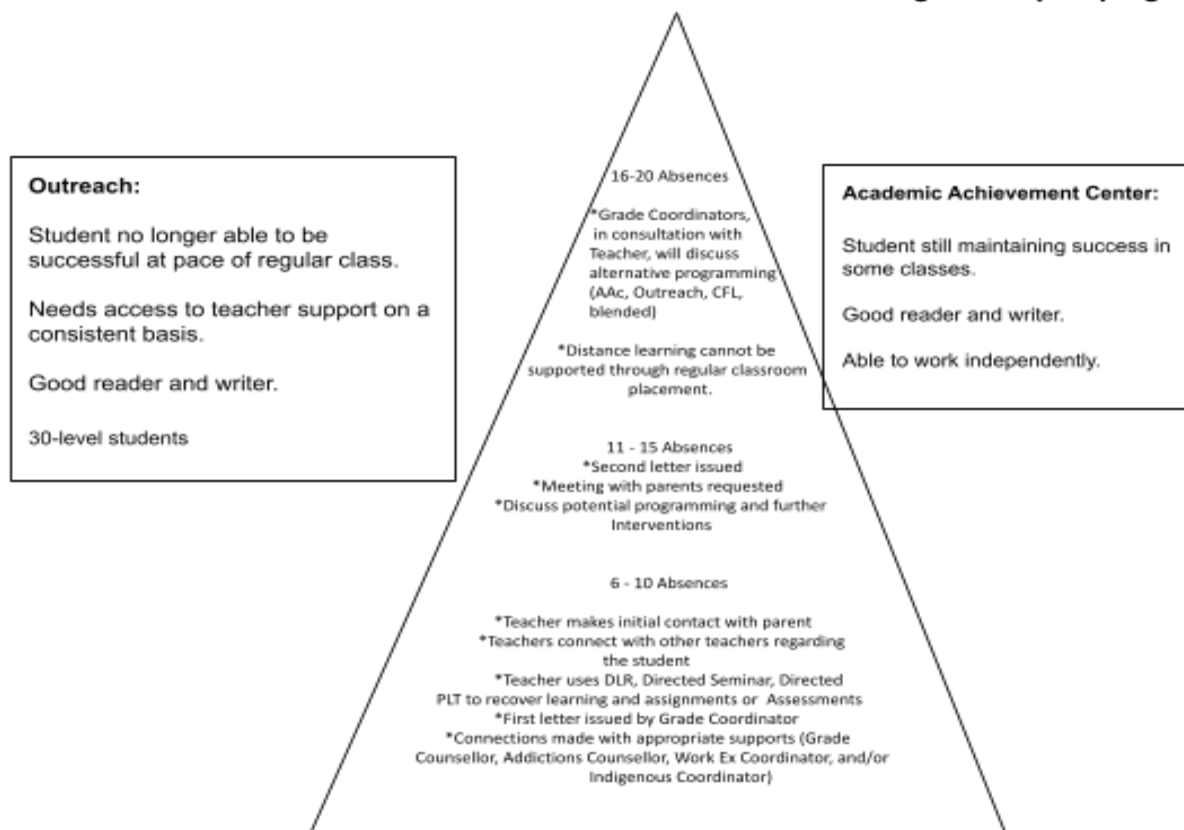 Outreach:
Student no longer able to be
successful at pace of regular class.
Needs access to teacher support on a
consistent basis.
Good reader and writer.
30-level students
16-20 Absences
*Grade Coordinators,
in consultation with
Teacher, will discuss
alternative programming
(AAc, Outreach, CFL,
blended)
*Distance learning cannot be
supported through regular classroom
placement.
11 - 15 Absences
*Second letter issued
*Meeting with parents requested
*Discuss potential programming and further
Interventions
6 - 10 Absences
*Teacher makes initial contact with parent
*Teachers connect with other teachers regarding
the student
*Teacher uses DLR, Directed Seminar, Directed
PLT to recover learning and assignments or Assessments
*First letter issued by Grade Coordinator
*Connections made with appropriate supports (Grade
Counsellor, Addictions Counsellor, Work Ex Coordinator, and/or
Indigenous Coordinator)
Academic Achievement Center:
Student still maintaining success in
some classes.
Good reader and writer.
Able to work independently.